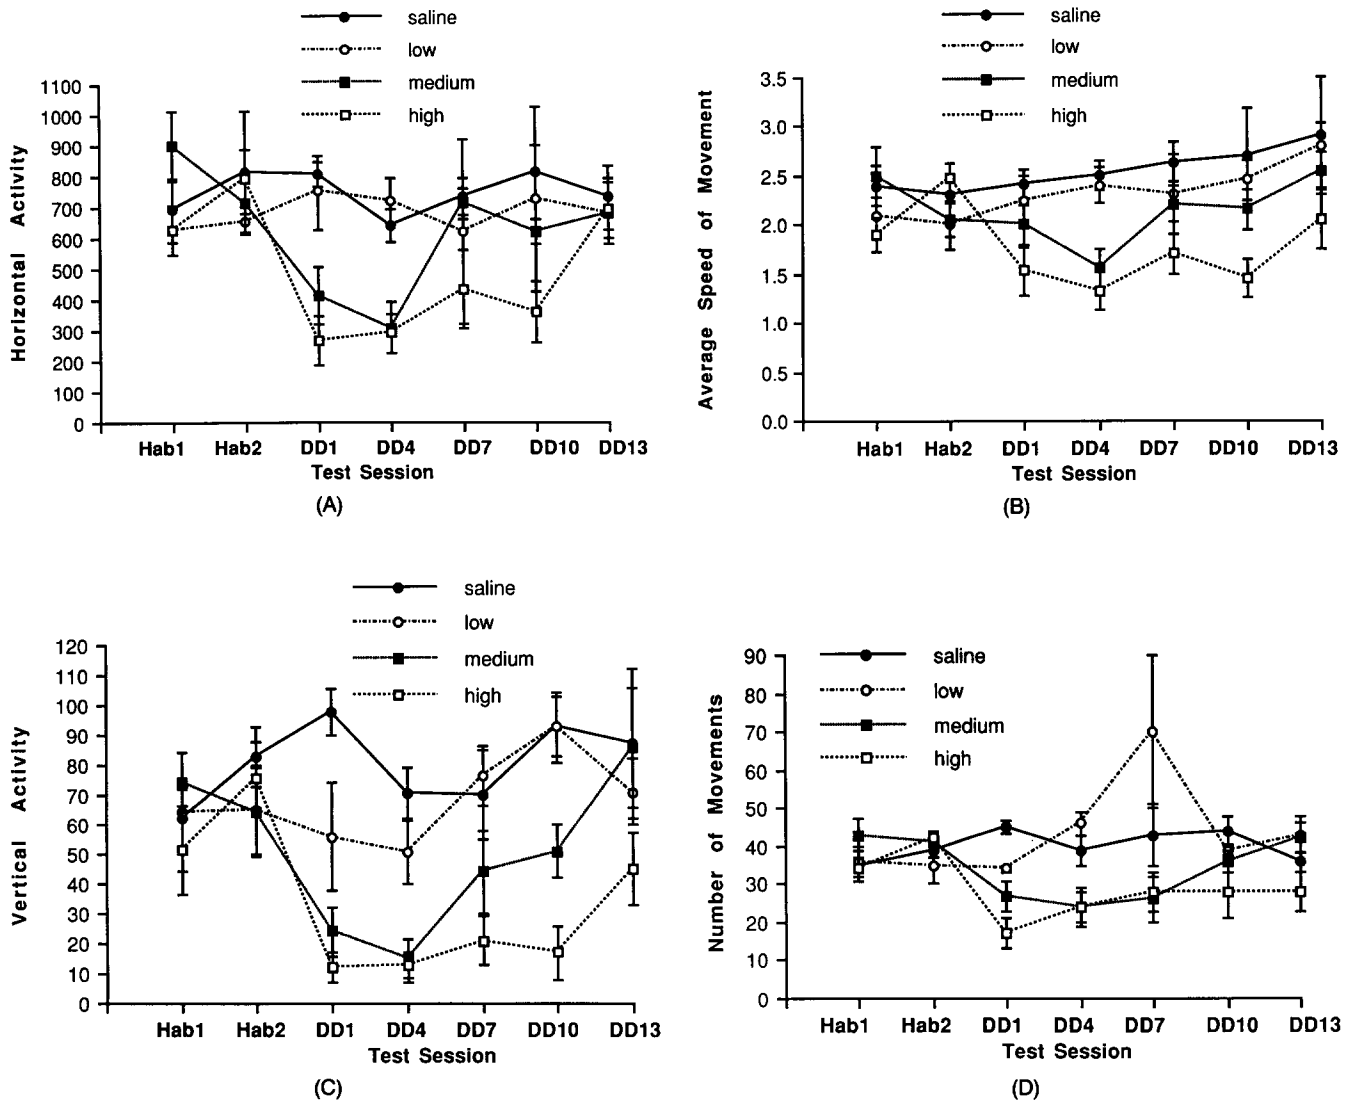 saline
low
medium
high
Horizontal Activity
1100
1000
900
800
700
600
500
400
300
200
100
0
Hab1 Hab2 DD1 DD4 DD7 DD10 DD13
Test Session
(A)
saline
low
medium
high
Average Speed of Movement
3.5
3.0
2.5
2.0
1.5
1.0
0.5
0.0
Hab1 Hab2 DD1 DD4 DD7 DD10 DD13
Test Session
(B)
saline
low
medium
high
Vertical Activity
120
110
100
90
80
70
60
50
40
30
20
10
0
Hab1 Hab2 DD1 DD4 DD7 DD10 DD13
Test Session
(C)
saline
low
medium
high
Number of Movements
90
80
70
60
50
40
30
20
10
0
Hab1 Hab2 DD1 DD4 DD7 DD10 DD13
Test Session
(D)